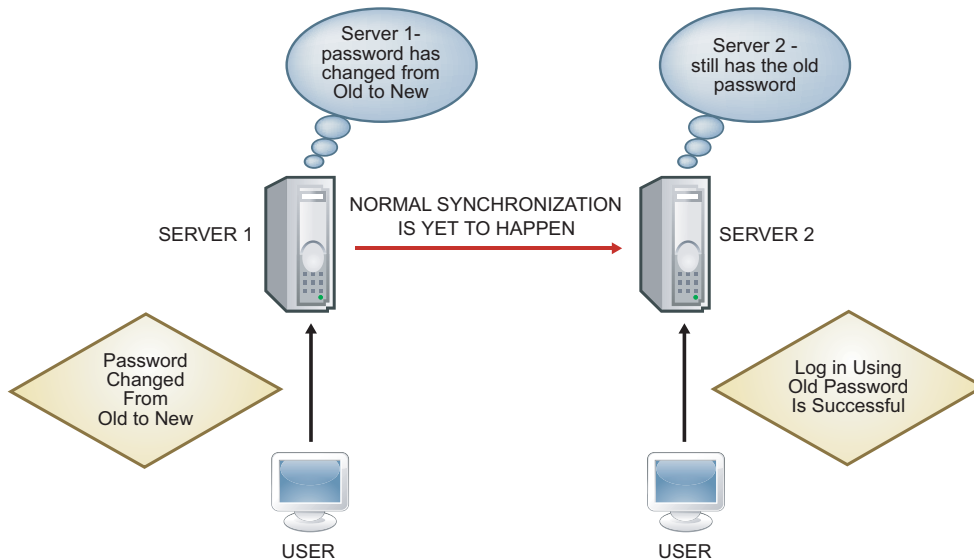 Server 1-
password has
changed from
Old to New
Server 2 -
still has the old
password
SERVER 1
NORMAL SYNCHRONIZATION
IS YET TO HAPPEN
SERVER 2
Password
Changed
From
Old to New
Log in Using
Old Password
Is Successful
USER
USER